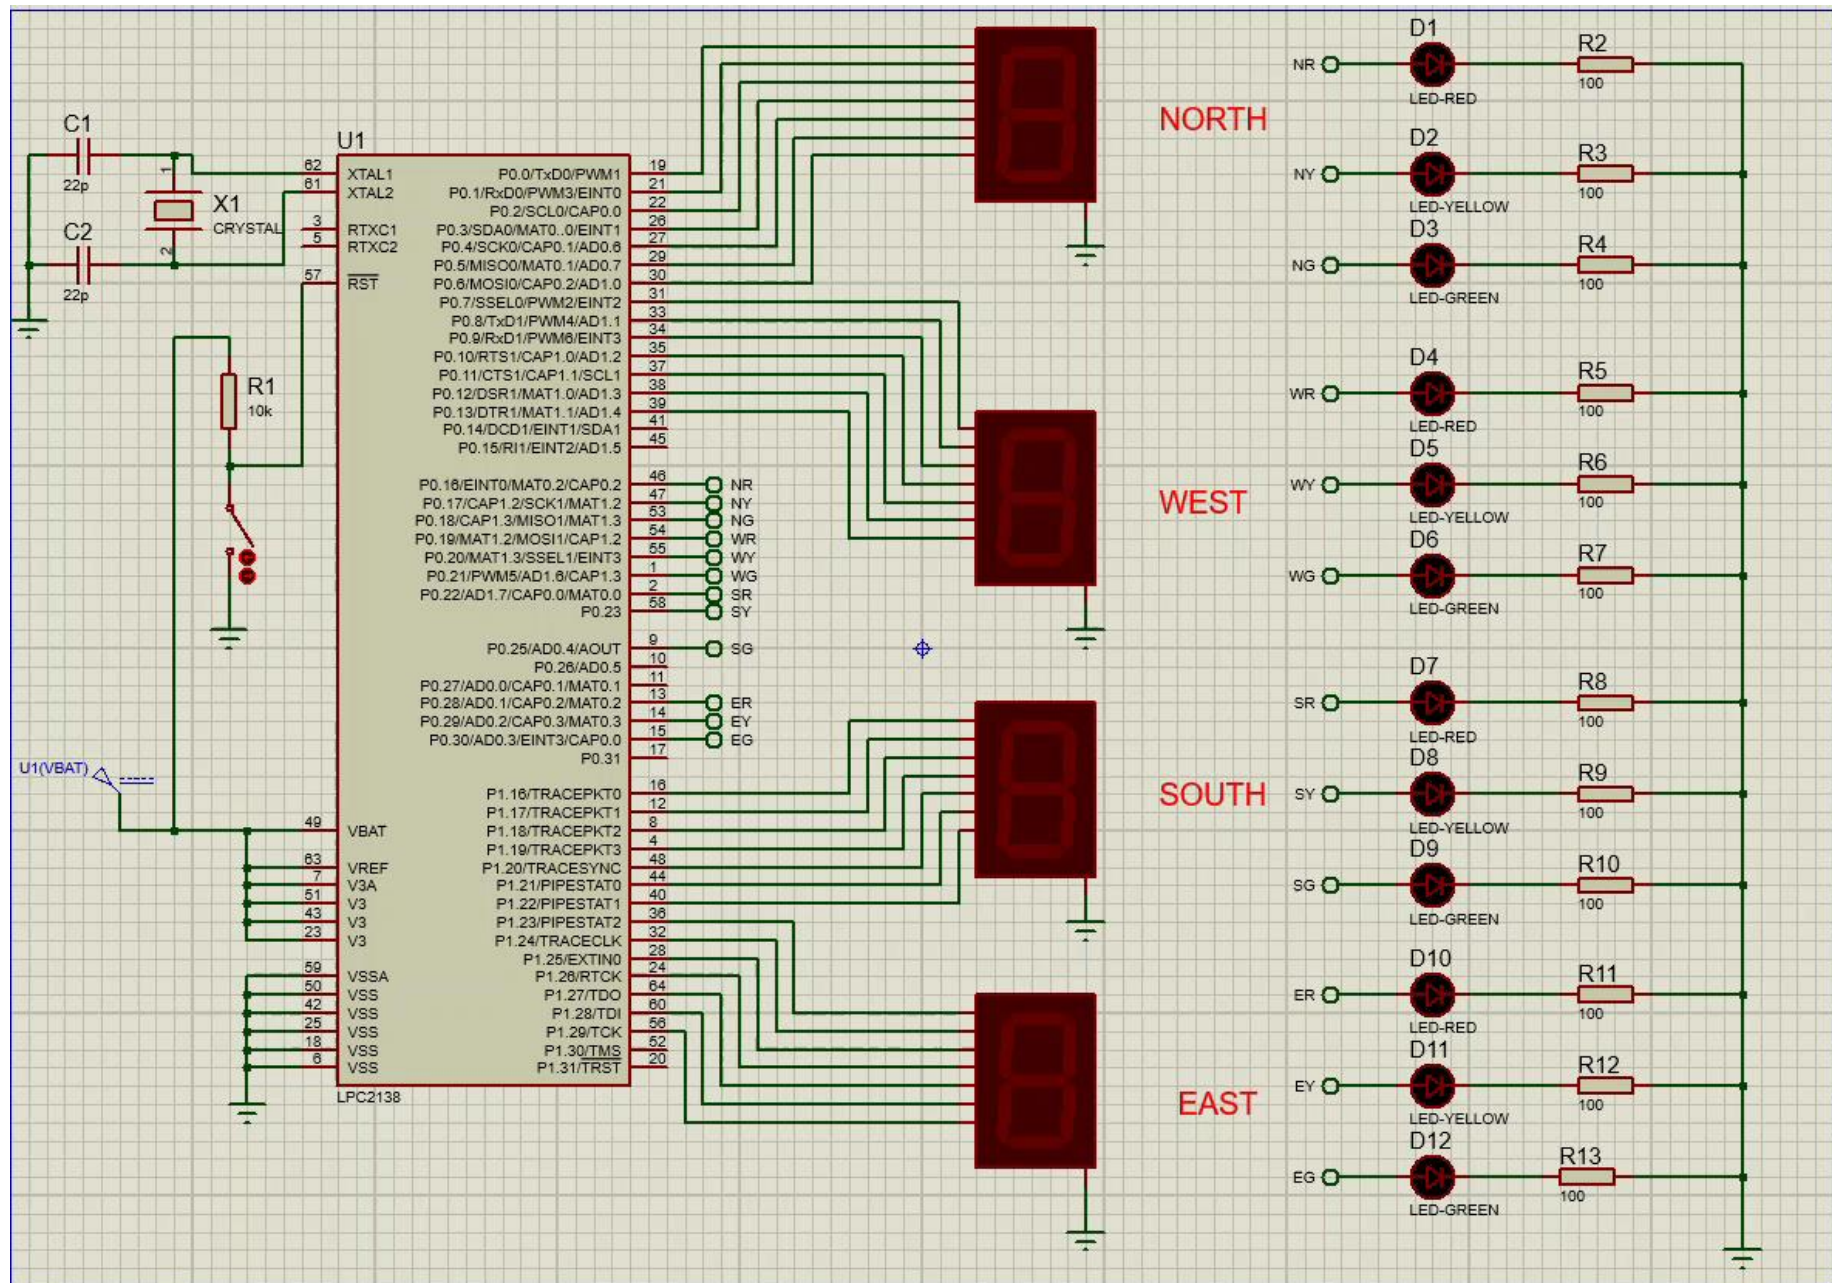 C1
22p
C2
22p
1
X1
CRYSTAL
2
R1
10k
U1(VBAT)
U1
62 XTAL1
61 XTAL2
3 RTXC1
5 RTXC2
57 RST
49 VBAT
63 VREF
7 V3A
51 V3
43 V3
23 V3
59 VSSA
50 VSS
42 VSS
25 VSS
18 VSS
6 VSS
P0.0/TxD0/PWM1 19
P0.1/RxD0/PWM3/EINT0 21
P0.2/SCL0/CAP0.0 22
P0.3/SDA0/MAT0..0/EINT1 26
P0.4/SCK0/CAP0.1/AD0.6 27
P0.5/MISO0/MAT0.1/AD0.7 29
P0.6/MOSI0/CAP0.2/AD1.0 30
P0.7/SSEL0/PWM2/EINT2 31
P0.8/TxD1/PWM4/AD1.1 33
P0.9/RxD1/PWM6/EINT3 34
P0.10/RTS1/CAP1.0/AD1.2 35
P0.11/CTS1/CAP1.1/SCL1 37
P0.12/DSR1/MAT1.0/AD1.3 38
P0.13/DTR1/MAT1.1/AD1.4 39
P0.14/DCD1/EINT1/SDA1 41
P0.15/RI1/EINT2/AD1.5 45
P0.16/EINT0/MAT0.2/CAP0.2 46 NR
P0.17/CAP1.2/SCK1/MAT1.2 47 NY
P0.18/CAP1.3/MISO1/MAT1.3 53 NG
P0.19/MAT1.2/MOSI1/CAP1.2 54 WR
P0.20/MAT1.3/SSEL1/EINT3 55 WY
P0.21/PWM5/AD1.6/CAP1.3 1 WG
P0.22/AD1.7/CAP0.0/MAT0.0 2 SR
P0.23 58 SY
P0.25/AD0.4/AOUT 9 SG
P0.26/AD0.5 10
P0.27/AD0.0/CAP0.1/MAT0.1 11
P0.28/AD0.1/CAP0.2/MAT0.2 13 ER
P0.29/AD0.2/CAP0.3/MAT0.3 14 EY
P0.30/AD0.3/EINT3/CAP0.0 15 EG
P0.31 17
P1.16/TRACEPKT0 16
P1.17/TRACEPKT1 12
P1.18/TRACEPKT2 8
P1.19/TRACEPKT3 4
P1.20/TRACESYNC 48
P1.21/PIPESTAT0 44
P1.22/PIPESTAT1 40
P1.23/PIPESTAT2 36
P1.24/TRACECLK 32
P1.25/EXTIN0 28
P1.26/RTCK 24
P1.27/TDO 64
P1.28/TDI 60
P1.29/TCK 56
P1.30/TMS 52
P1.31/TRST 20
LPC2138
NORTH
WEST
SOUTH
EAST
D1
R2
NR
100
LED-RED
D2
R3
NY
100
LED-YELLOW
D3
R4
NG
100
LED-GREEN
D4
R5
WR
100
LED-RED
D5
R6
WY
100
LED-YELLOW
D6
R7
WG
100
LED-GREEN
D7
R8
SR
100
LED-RED
D8
R9
SY
100
LED-YELLOW
D9
R10
SG
100
LED-GREEN
D10
R11
ER
100
LED-RED
D11
R12
EY
100
LED-YELLOW
D12
R13
EG
100
LED-GREEN